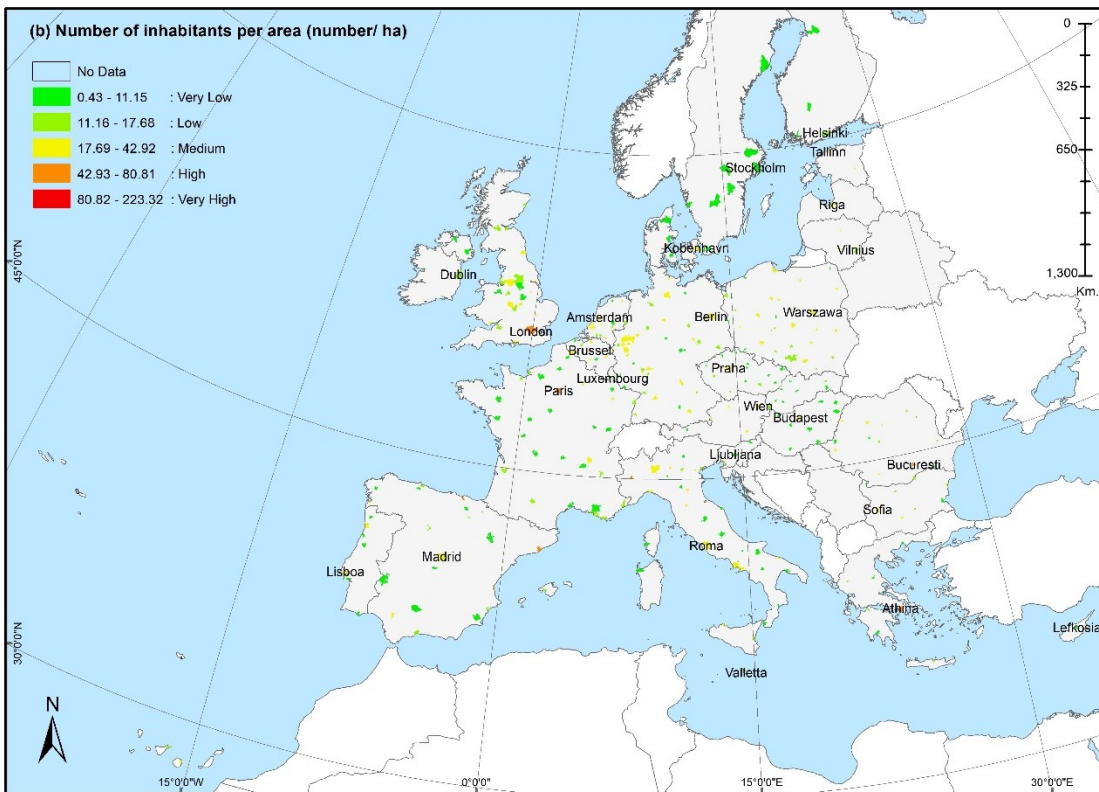 (b) Number of inhabitants per area (number/ ha)
No Data
0.43 - 11.15 : Very Low
11.16 - 17.68 : Low
17.69 - 42.92 : Medium
42.93 - 80.81 : High
80.82 - 223.32 : Very High
0
325
650
1,300
Km.
Helsinki
Tallinn
Stockholm
Riga
Vilnius
Kobenhavn
Dublin
London
Amsterdam
Berlin
Warszawa
Brussel
Luxembourg
Praha
Paris
Wien
Budapest
Ljubljana
Bucuresti
Sofia
Roma
Madrid
Lisboa
Athina
Lefkosia
Valletta
45°0'0"N
30°0'0"N
N
15°0'0"W
0°0'0"
15°0'0"E
30°0'0"E